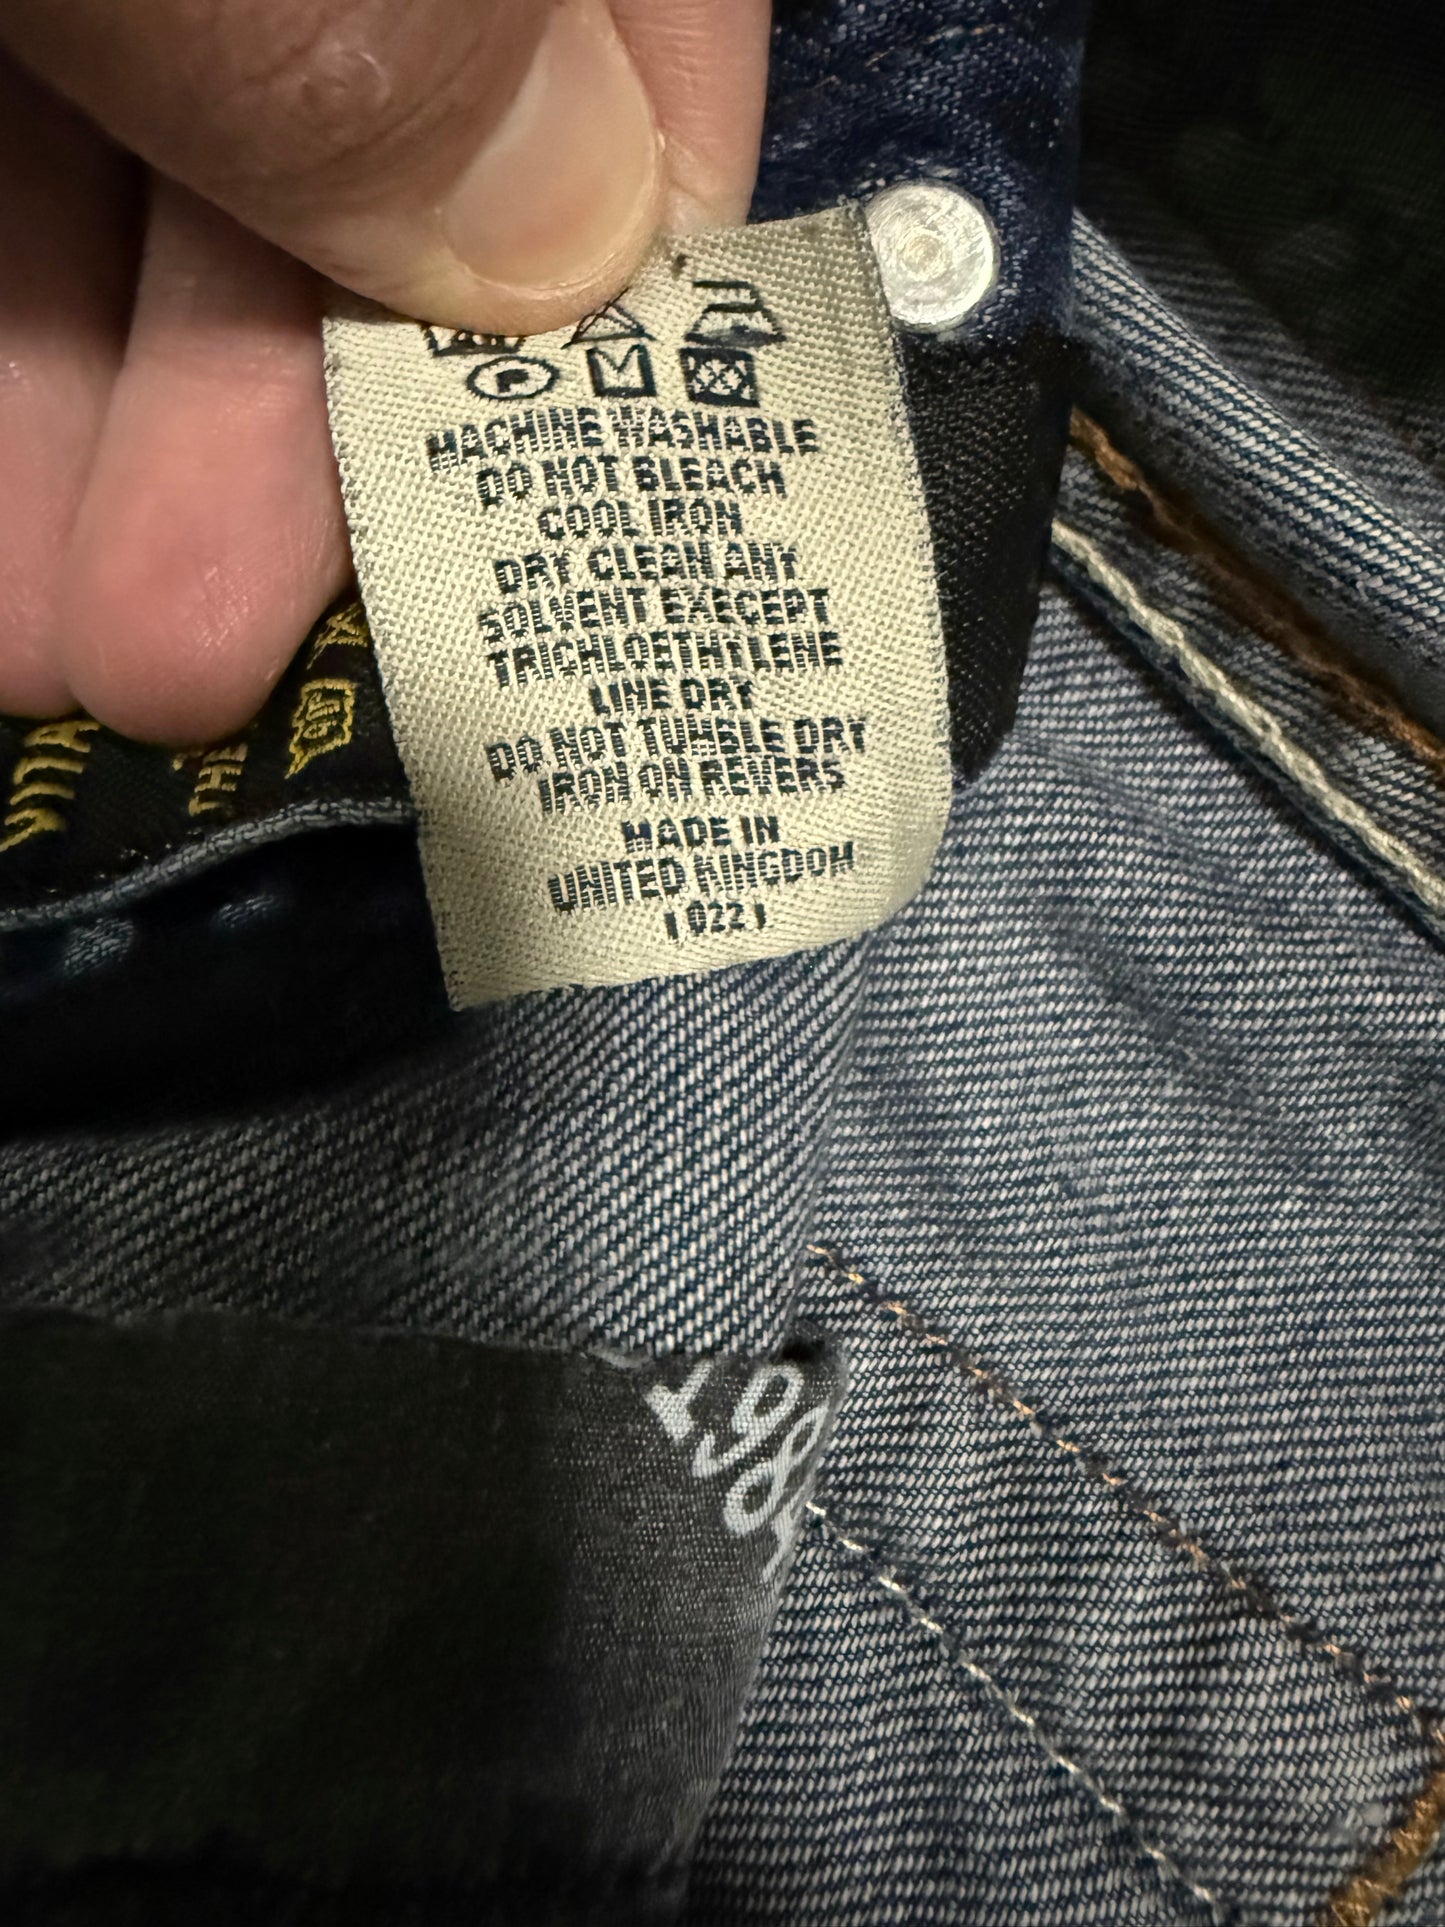 P
MACHINE WASHABLE
DO NOT BLEACH
COOL IRON
DRY CLEAN ANY
SOLVENT EXECEPT
TRICHLOETHYLENE
LINE DRY
DO NOT TUMBLE DRY
IRON ON REVERS
MADE IN
UNITED KINGDOM
| 022 |
THE